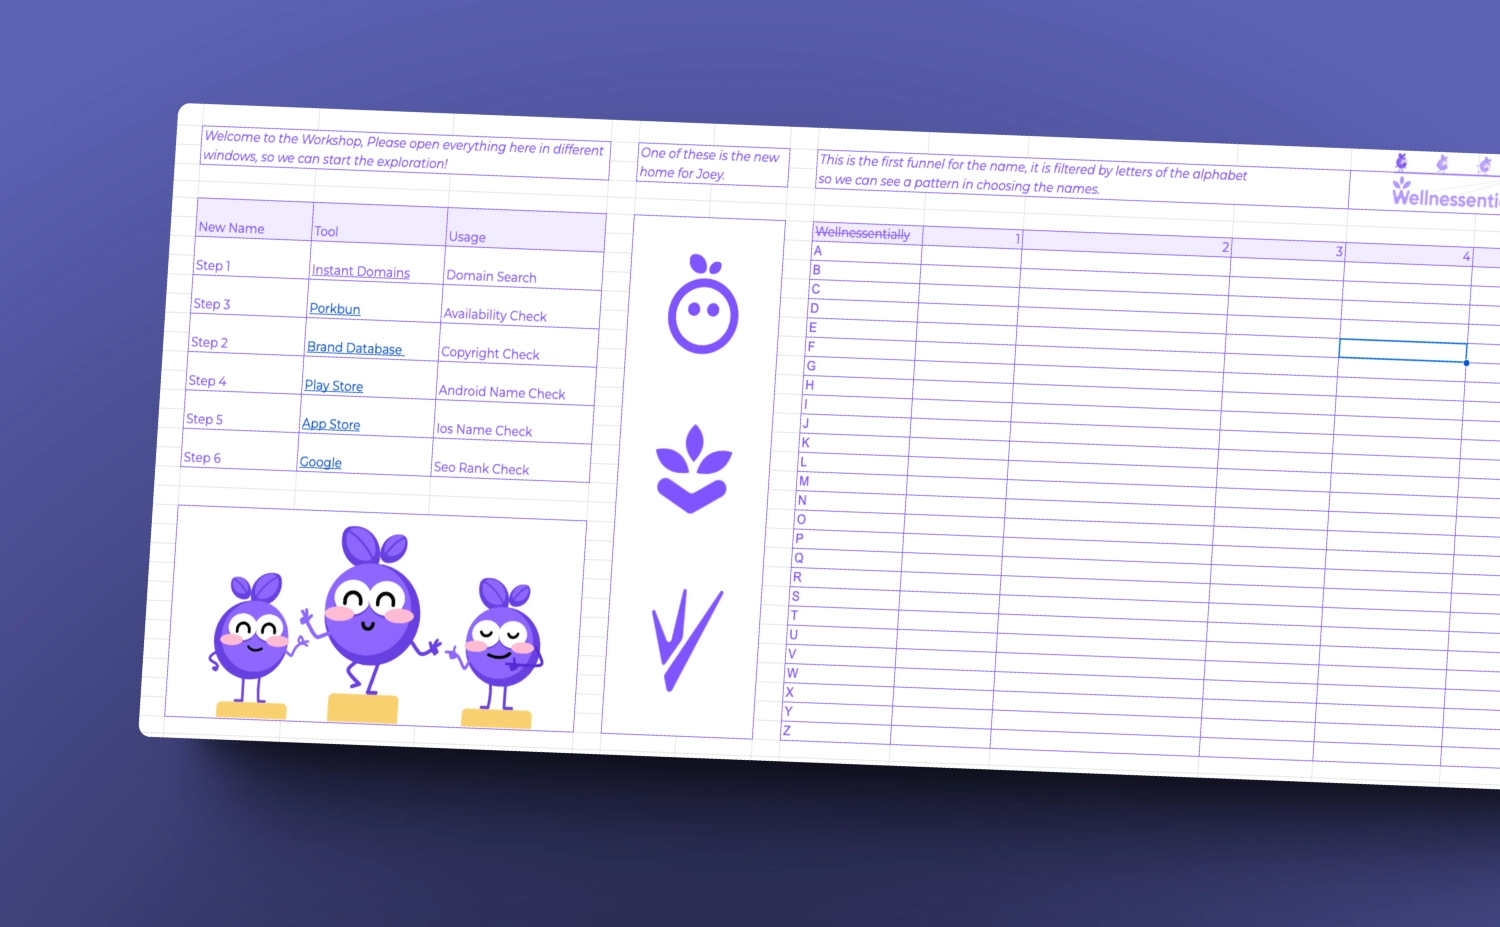 Welcome to the Workshop, Please open everything here in different
windows, so we can start the exploration!
One of these is the new
home for Joey.
This is the first funnel for the name, it is filtered by letters of the alphabet
so we can see a pattern in choosing the names.
Wellnessenti
New Name Tool Usage
Step 1 Instant Domains Domain Search
Step 3 Porkbun Availability Check
Step 2 Brand Database Copyright Check
Step 4 Play Store Android Name Check
Step 5 App Store Ios Name Check
Step 6 Google Seo Rank Check
Wellnessentially 1 2 3 4
A
B
C
D
E
F
G
H
I
J
K
L
M
N
O
P
Q
R
S
T
U
V
W
X
Y
Z